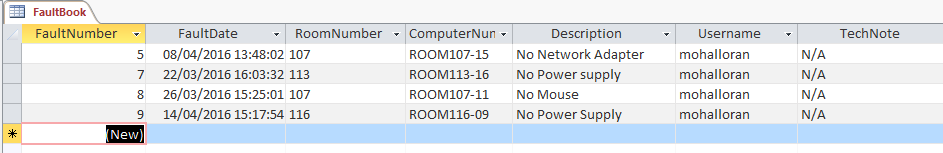 FaultBook
FaultNumber FaultDate RoomNumber ComputerNum Description Username TechNote
5 08/04/2016 13:48:02 107 ROOM107-15 No Network Adapter mohalloran N/A
7 22/03/2016 16:03:32 113 ROOM113-16 No Power supply mohalloran N/A
8 26/03/2016 15:25:01 107 ROOM107-11 No Mouse mohalloran N/A
9 14/04/2016 15:17:54 116 ROOM116-09 No Power Supply mohalloran N/A
(New)